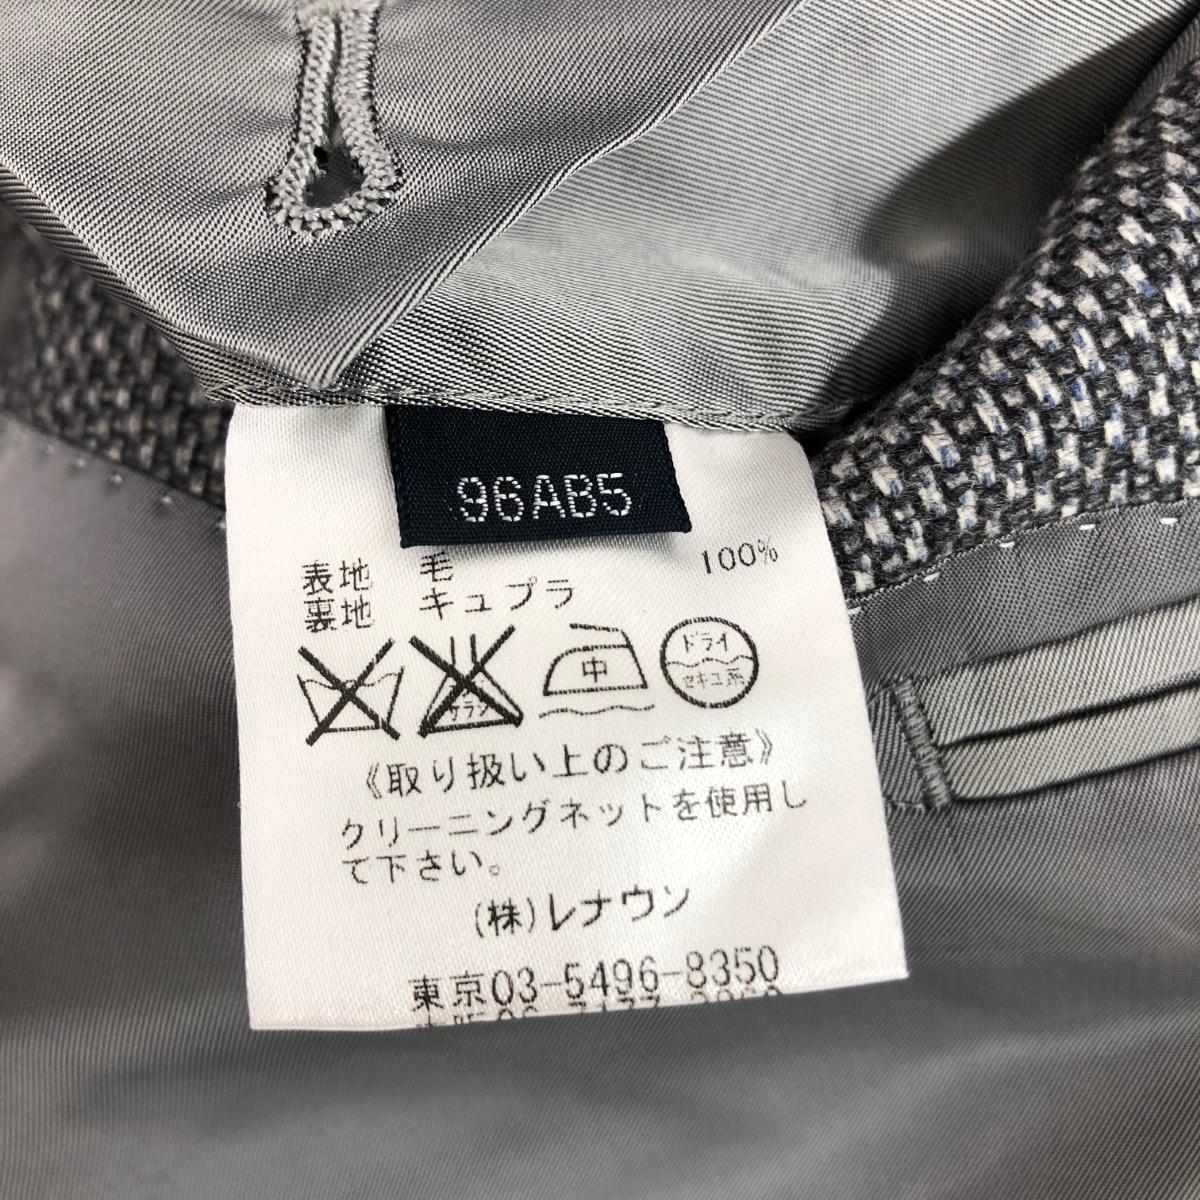 96AB5
表地 毛 100%
裏地 キュプラ
中
ドライ
セキユ系
《取り扱い上のご注意》
クリーニングネットを使用し
て下さい。
(株)レナウン
東京03-5496-8350